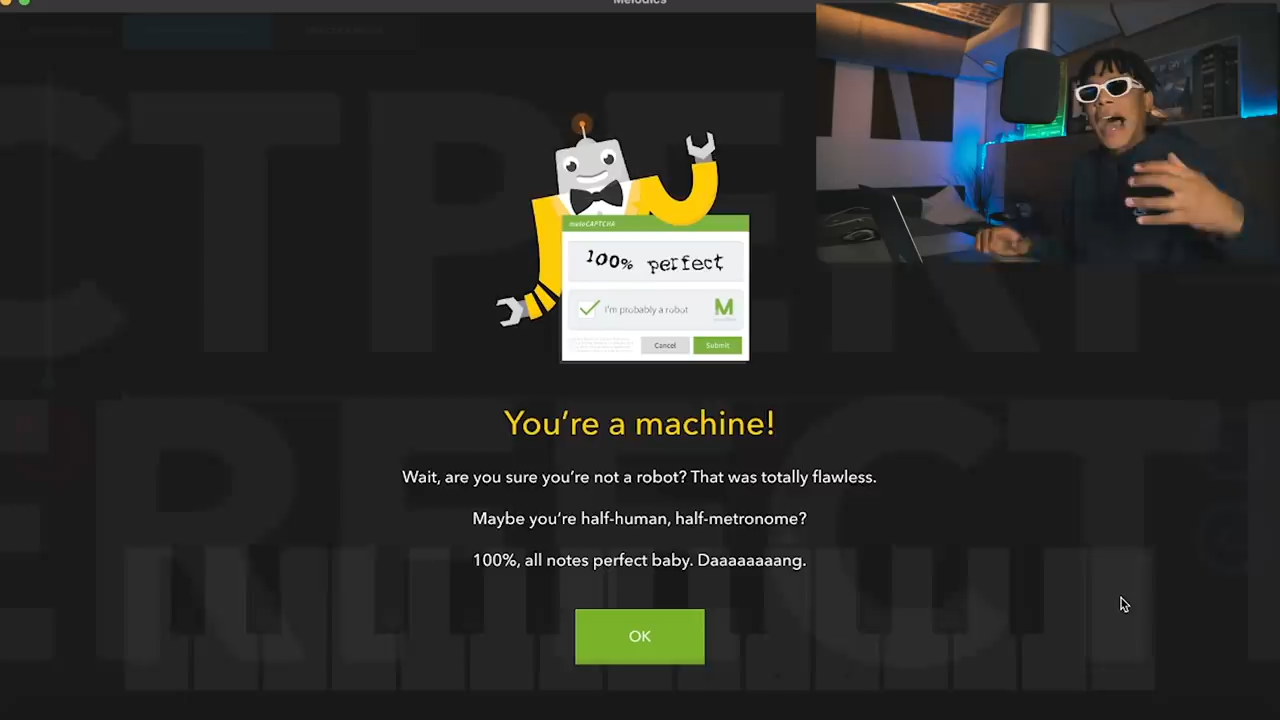 Melodics
meloCAPTCHA
100% perfect
I'm probably a robot
M
Cancel
Submit
You're a machine!
Wait, are you sure you're not a robot? That was totally flawless.
Maybe you're half-human, half-metronome?
100%, all notes perfect baby. Daaaaaaaang.
OK